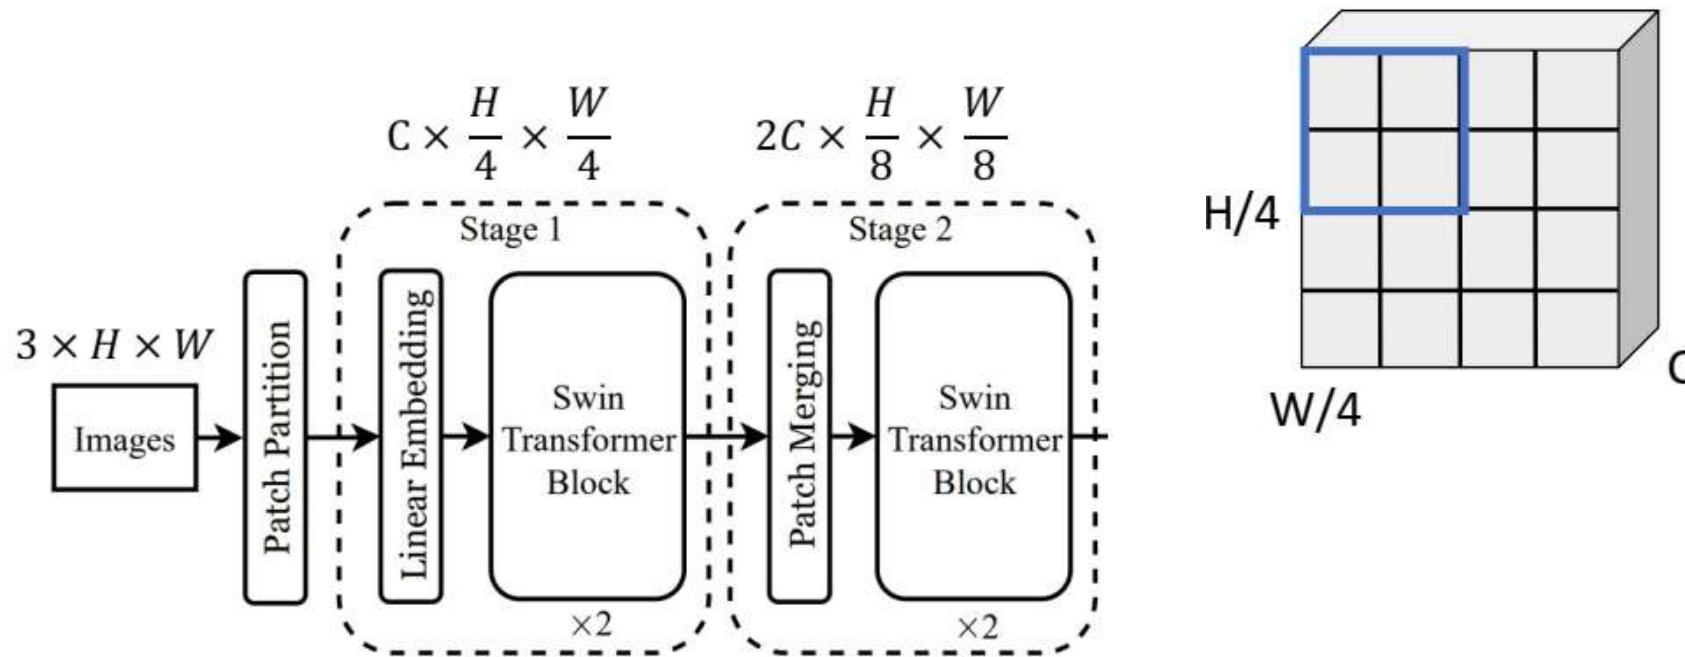 C × H/4 × W/4
2C × H/8 × W/8
Stage 1
Stage 2
3 × H × W
Images
Patch Partition
Linear Embedding
Swin
Transformer
Block
×2
Patch Merging
Swin
Transformer
Block
×2
H/4
W/4